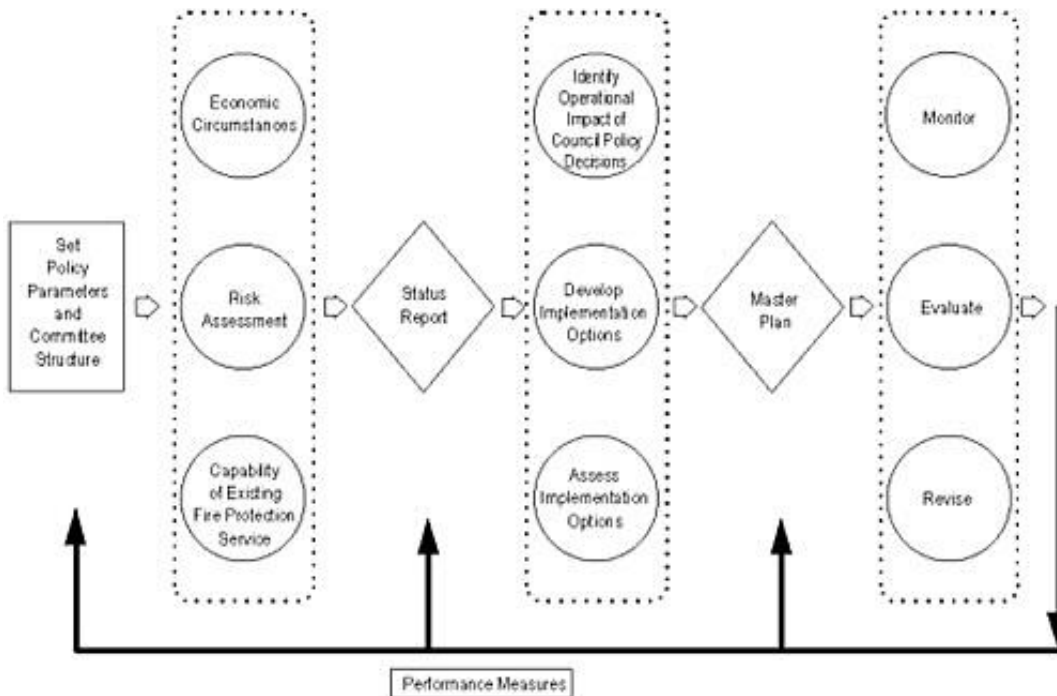 Economic
Circumstances
Identify
Operational
Impact of
Council Policy
Decisions
Monitor
Set
Policy
Parameters
and
Committee
Structure
Risk
Assessment
Status
Report
Develop
Implementation
Options
Master
Plan
Evaluate
Capability
of Existing
Fire Protection
Service
Assess
Implementation
Options
Revise
Performance Measures